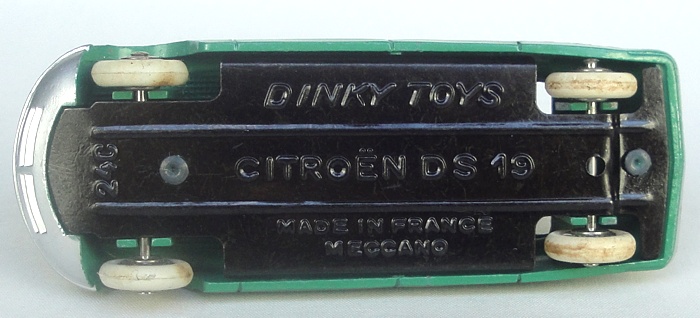 DINKY TOYS
24C
CITROËN DS 19
MADE IN FRANCE
MECCANO